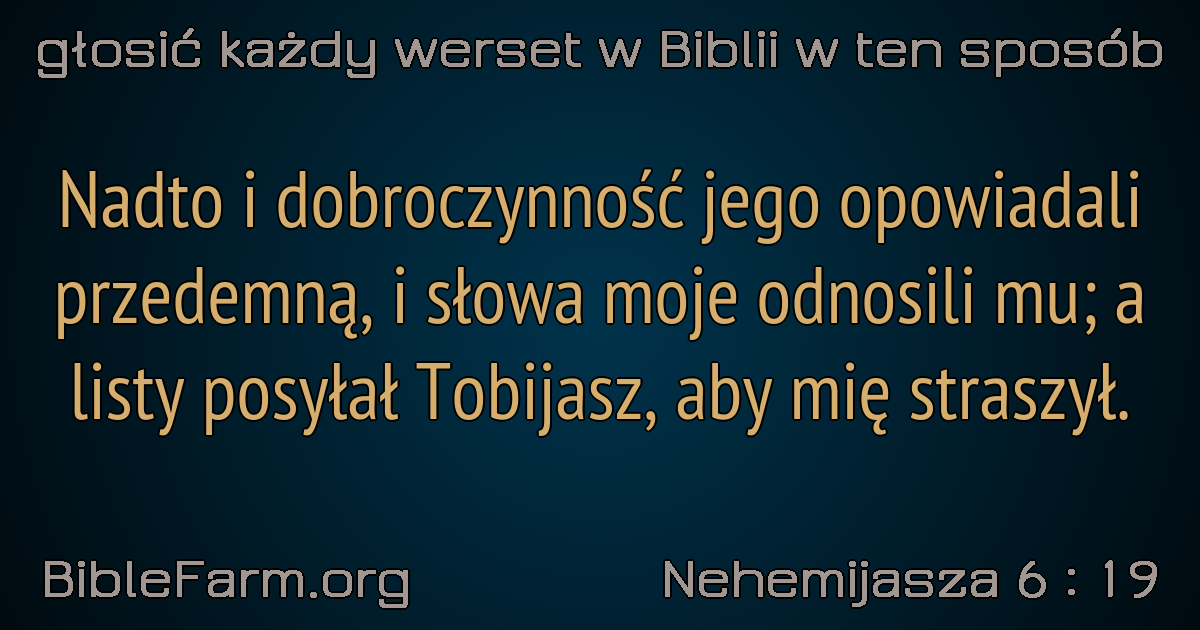 głosić każdy werset w Biblii w ten sposób
Nadto i dobroczynność jego opowiadali
przedemną, i słowa moje odnosili mu; a
listy posyłał Tobijasz, aby mię straszył.
BibleFarm.org
Nehemijasza 6 : 19